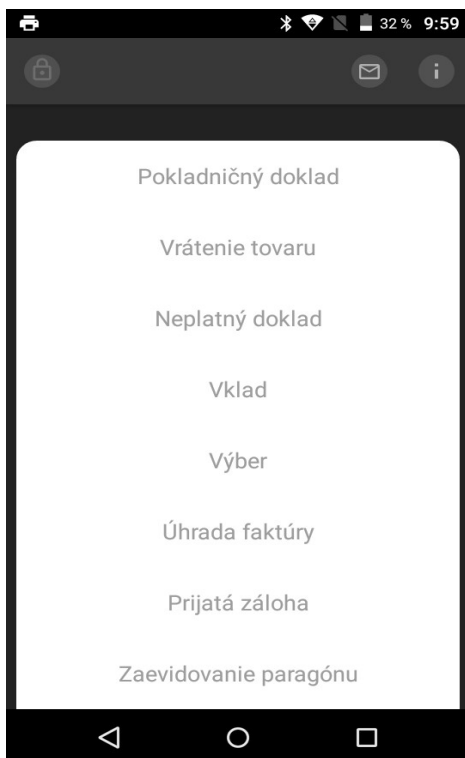 32 % 9:59
Pokladničný doklad
Vrátenie tovaru
Neplatný doklad
Vklad
Výber
Úhrada faktúry
Prijatá záloha
Zaevidovanie paragónu